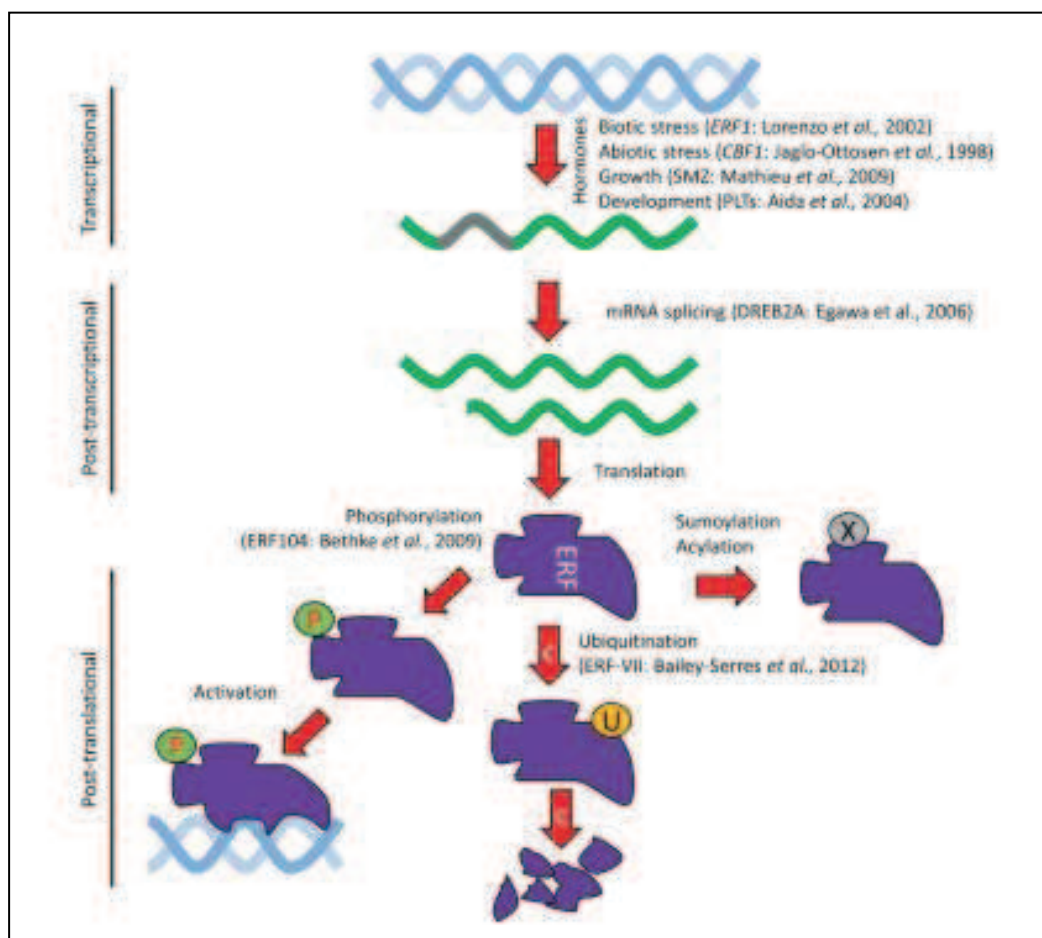 Transcriptional
Hormones
Biotic stress (ERF1: Lorenzo et al., 2002)
Abiotic stress (CBF1: Jaglo-Ottosen et al., 1998)
Growth (SMZ: Mathieu et al., 2009)
Development (PLTs: Aida et al., 2004)
Post-transcriptional
mRNA splicing (DREB2A: Egawa et al., 2006)
Translation
Phosphorylation
(ERF104: Bethke et al., 2009)
ERF
Sumoylation
Acylation
X
Post-translational
P
Ubiquitination
(ERF-VII: Bailey-Serres et al., 2012)
Activation
U
P